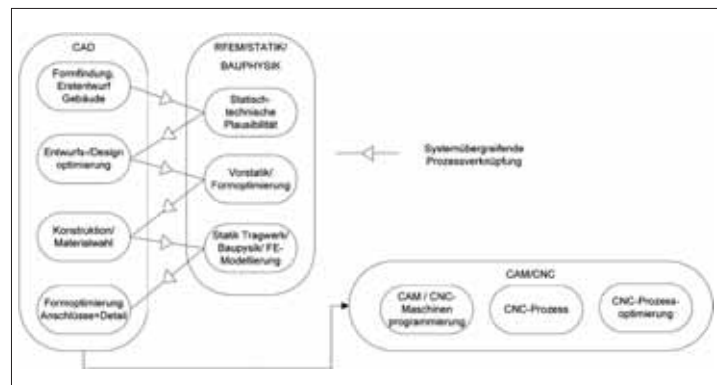 CAD
Formfindung,
Erstentwurf
Gebäude
Entwurfs-/Design
optimierung
Konstruktion/
Materialwahl
Formoptimierung
Anschlüsse+Detail
RFEM/STATIK/
BAUPHYSIK
Statisch-
technische
Plausibilität
Vorstatik/
Formoptimierung
Statik Tragwerk/
Baupysik/ FE-
Modellierung
Systemübergreifende
Prozessverknüpfung
CAM/CNC
CAM / CNC-
Maschinen
programmierung
CNC-Prozess
CNC-Prozess-
optimierung